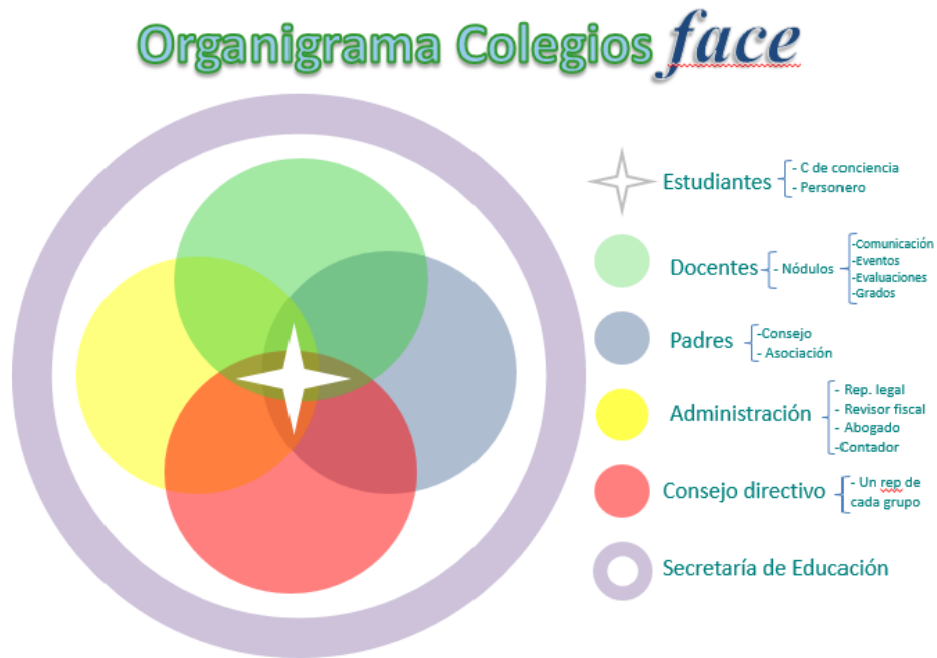 Organigrama Colegios face
Estudiantes
- C de conciencia
- Personero
Docentes
- Nódulos
-Comunicación
-Eventos
-Evaluaciones
-Grados
Padres
-Consejo
- Asociación
Administración
- Rep. legal
- Revisor fiscal
- Abogado
-Contador
Consejo directivo
- Un rep de
cada grupo
Secretaría de Educación